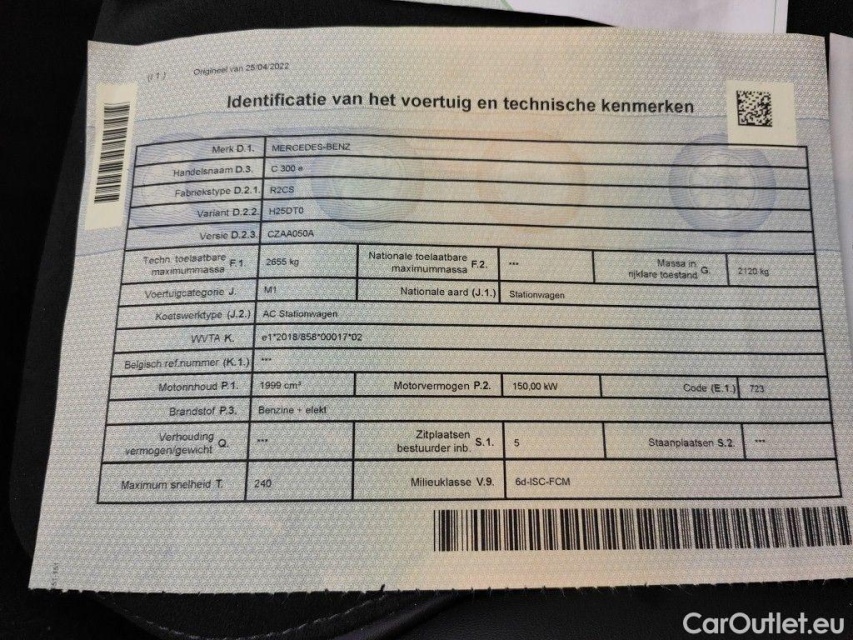 (I 1) Origineel van 25/04/2022
Identificatie van het voertuig en technische kenmerken
Merk D.1. MERCEDES-BENZ
Handelsnaam D.3. C 300 e
Fabriekstype D.2.1. R2CS
Variant D.2.2. H25DT0
Versie D.2.3. CZAA050A
Techn. toelaatbare maximummassa F.1. 2655 kg Nationale toelaatbare maximummassa F.2. *** Massa in rijklare toestand G. 2120 kg
Voertuigcategorie J. M1 Nationale aard (J.1.) Stationwagen
Koetswerktype (J.2.) AC Stationwagen
WVTA K. e1*2018/858*00017*02
Belgisch ref.nummer (K.1.) ***
Motorinhoud P.1. 1999 cm³ Motorvermogen P.2. 150,00 kW Code (E.1.) 723
Brandstof P.3. Benzine + elekt
Verhouding vermogen/gewicht Q. *** Zitplaatsen bestuurder inb. S.1. 5 Staanplaatsen S.2. ***
Maximum snelheid T. 240 Milieuklasse V.9. 6d-ISC-FCM
CarOutlet.eu